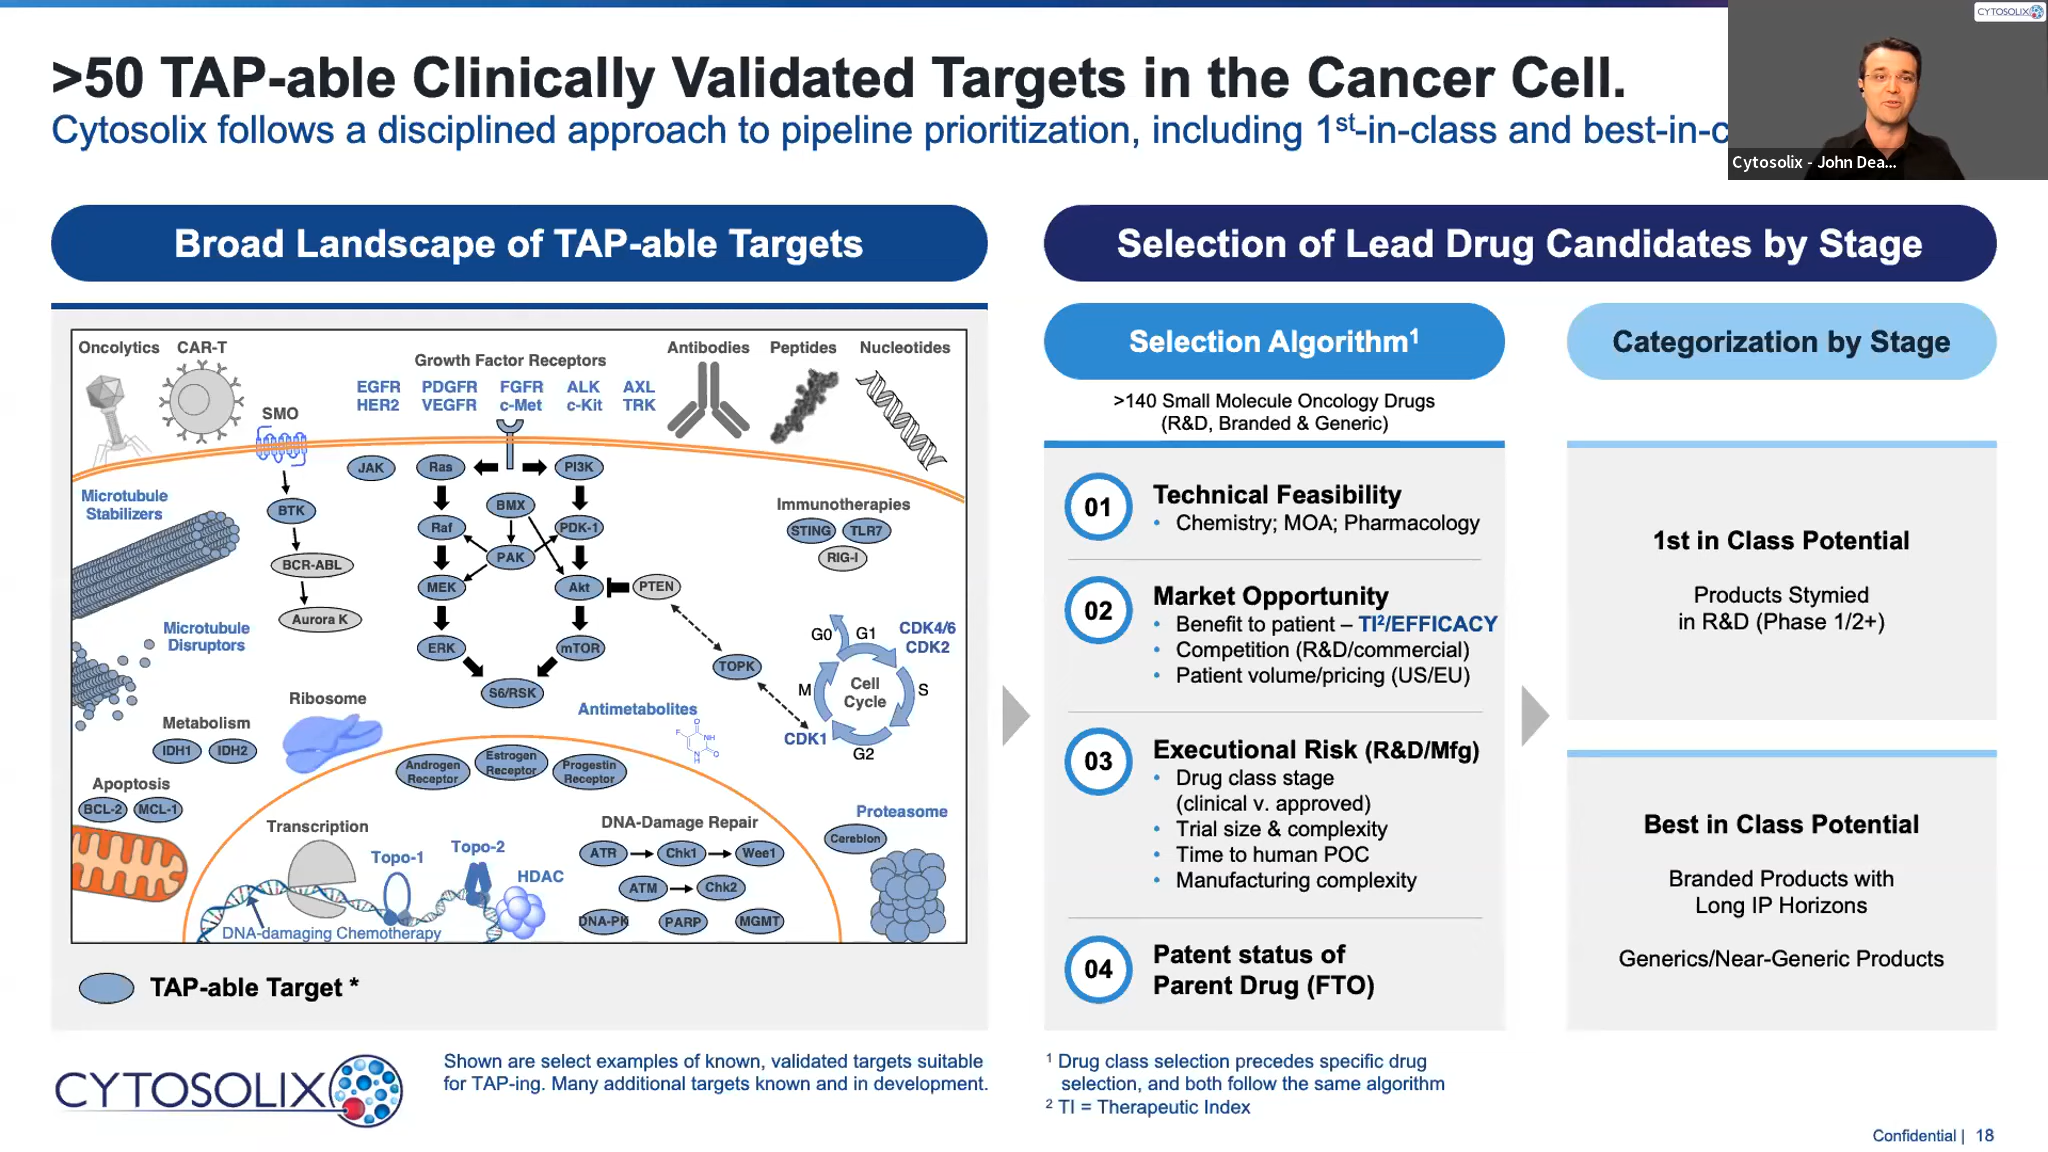 CYTOSOLIX
>50 TAP-able Clinically Validated Targets in the Cancer Cell.
Cytosolix follows a disciplined approach to pipeline prioritization, including 1st-in-class and best-in-c
Cytosolix - John Dea...
Broad Landscape of TAP-able Targets
Oncolytics
CAR-T
SMO
Growth Factor Receptors
EGFR PDGFR FGFR ALK AXL
HER2 VEGFR c-Met c-Kit TRK
Antibodies
Peptides
Nucleotides
JAK
Ras
PI3K
Microtubule
Stabilizers
BTK
BMX
Raf
PDK-1
PAK
BCR-ABL
MEK
Akt
PTEN
Aurora K
ERK
mTOR
S6/RSK
TOPK
Immunotherapies
STING
TLR7
RIG-I
Microtubule
Disruptors
G0
G1
CDK4/6
CDK2
M
Cell
Cycle
S
CDK1
G2
Ribosome
Antimetabolites
F
O
NH
N
H
O
Metabolism
IDH1
IDH2
Apoptosis
BCL-2
MCL-1
Androgen
Receptor
Estrogen
Receptor
Progestin
Receptor
Transcription
Topo-1
Topo-2
HDAC
DNA-damaging Chemotherapy
DNA-Damage Repair
ATR
Chk1
Wee1
ATM
Chk2
DNA-PK
PARP
MGMT
Proteasome
Cereblon
TAP-able Target *
Shown are select examples of known, validated targets suitable
for TAP-ing. Many additional targets known and in development.
Selection of Lead Drug Candidates by Stage
Selection Algorithm1
>140 Small Molecule Oncology Drugs
(R&D, Branded & Generic)
01
Technical Feasibility
• Chemistry; MOA; Pharmacology
02
Market Opportunity
• Benefit to patient – TI2/EFFICACY
• Competition (R&D/commercial)
• Patient volume/pricing (US/EU)
03
Executional Risk (R&D/Mfg)
• Drug class stage
(clinical v. approved)
• Trial size & complexity
• Time to human POC
• Manufacturing complexity
04
Patent status of
Parent Drug (FTO)
Categorization by Stage
1st in Class Potential
Products Stymied
in R&D (Phase 1/2+)
Best in Class Potential
Branded Products with
Long IP Horizons
Generics/Near-Generic Products
1 Drug class selection precedes specific drug
selection, and both follow the same algorithm
2 TI = Therapeutic Index
CYTOSOLIX
Confidential | 18